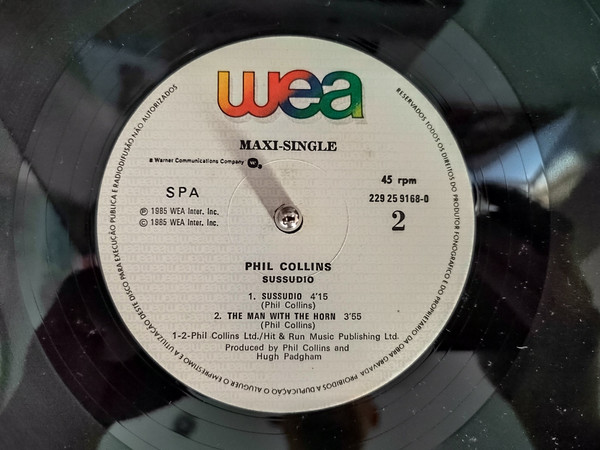 wea
MAXI-SINGLE
a Warner Communications Company
SPA
45 rpm
229 25 9168-0
Ⓟ 1985 WEA Inter. Inc.
© 1985 WEA Inter. Inc.
2
PHIL COLLINS
SUSSUDIO
1. SUSSUDIO 4'15
(Phil Collins)
2. THE MAN WITH THE HORN 3'55
(Phil Collins)
1-2-Phil Collins Ltd./Hit & Run Music Publishing Ltd.
Produced by Phil Collins and
Hugh Padgham
RESERVADOS TODOS OS DIREITOS DO PRODUTOR FONOGRÁFICO E DO PROPRIETÁRIO DA OBRA GRAVADA PROIBIDOS A DUPLICAÇÃO O ALUGUER O EMPRÉSTIMO E A UTILIZAÇÃO DESTE DISCO PARA EXECUÇÃO PÚBLICA E RADIODIFUSÃO NÃO AUTORIZADOS